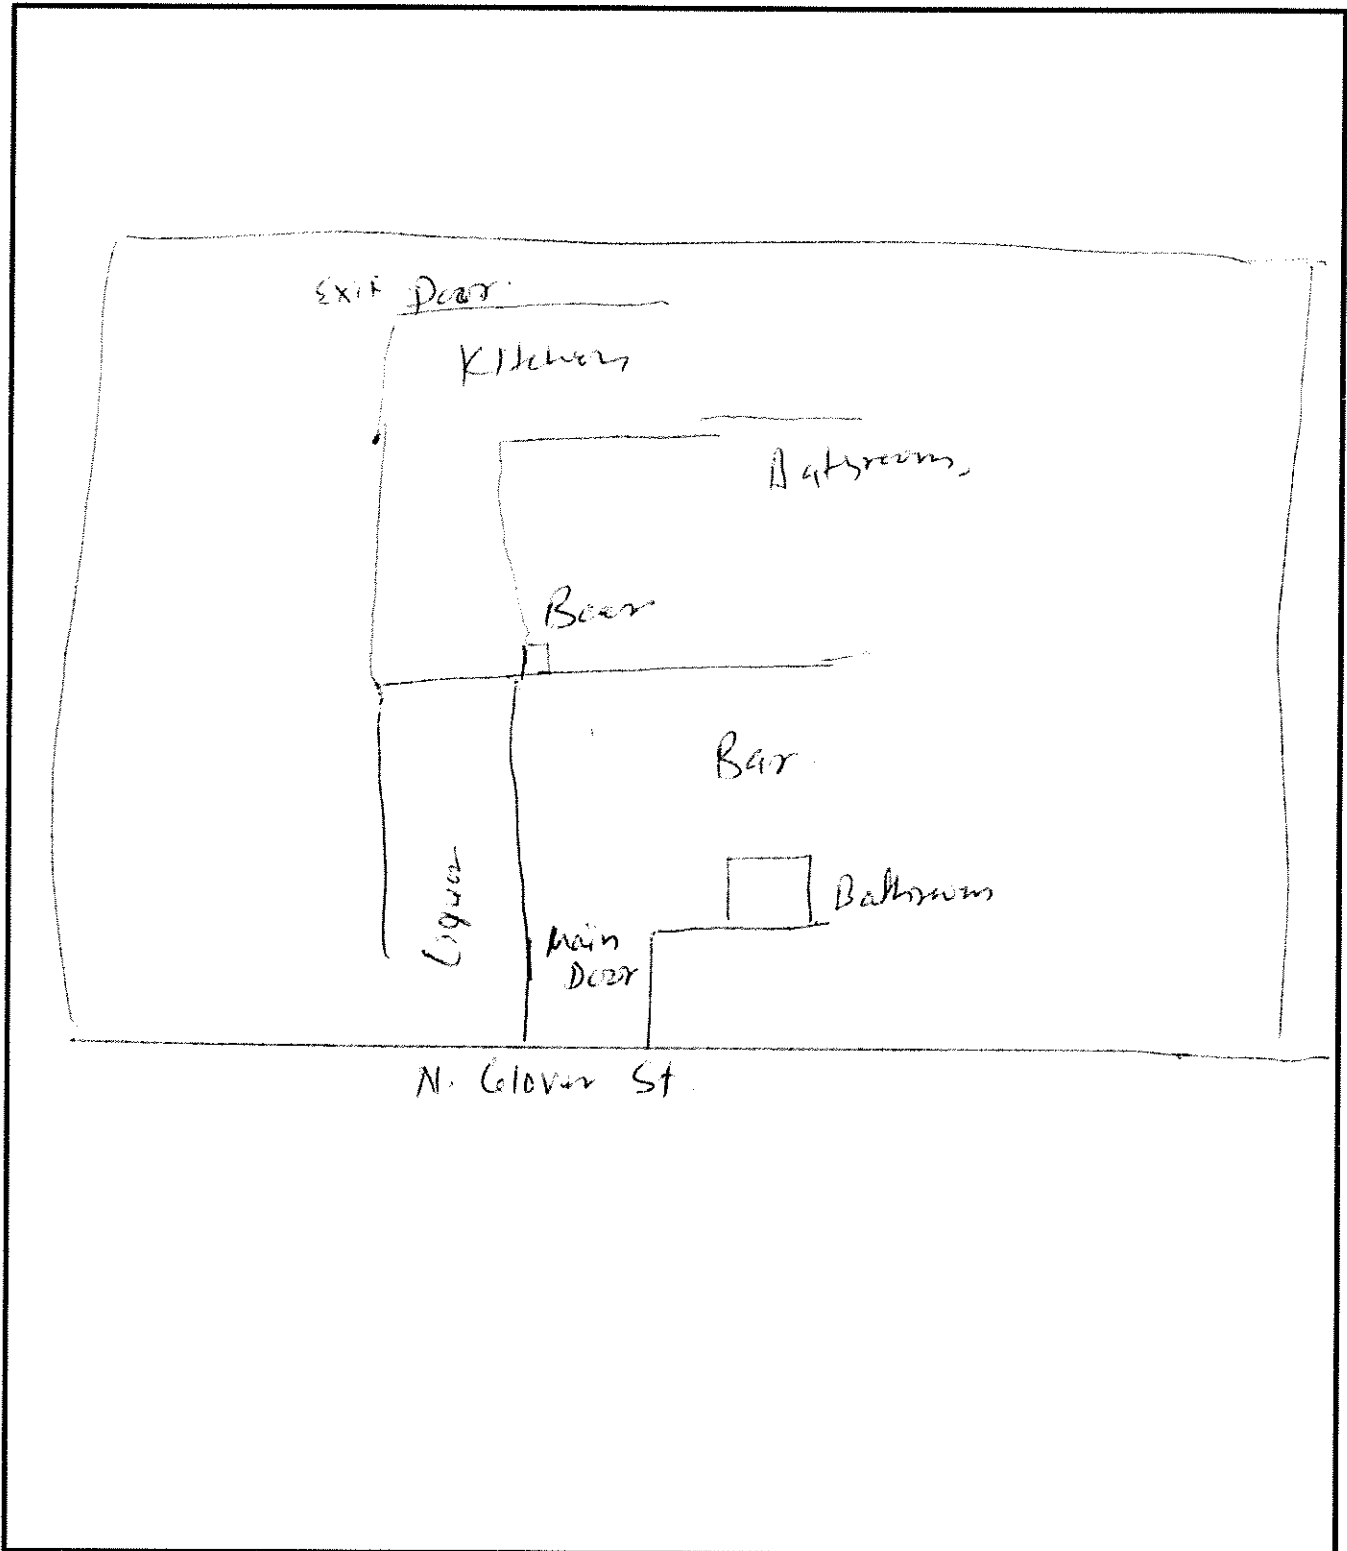 Exit Door.
Kitchen
Bathroom.
Beer
Bar
Liquor
Bathroom
Main
Door
N. Glover St